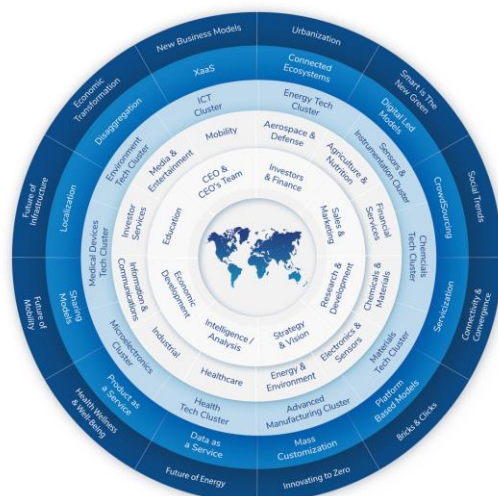 New Business Models
Urbanization
Smart is The
New Green
Social Trends
Connectivity &
Convergence
Bricks & Clicks
Innovating to Zero
Future of Energy
Health Wellness
& Well-Being
Future of
Mobility
Future of
Infrastructure
Economic
Transformation
XaaS
Connected
Ecosystems
Digital Led
Models
CrowdSourcing
Servicization
Platform
Based Models
Mass
Customization
Data as
a Service
Product as
a Service
Sharing
Models
Localization
Disaggregation
ICT
Cluster
Energy Tech
Cluster
Sensors &
Instrumentation Cluster
Chemcials
Tech Cluster
Materials
Tech Cluster
Advanced
Manufacturing Cluster
Health
Tech Cluster
Microelectronics
Cluster
Medical Devices
Tech Cluster
Environment
Tech Cluster
Mobility
Aerospace &
Defense
Agriculture &
Nutrition
Financial
Services
Chemicals &
Materials
Electronics &
Sensors
Energy &
Environment
Healthcare
Industrial
Information &
Communications
Investor
Services
Media &
Entertainment
CEO &
CEO's Team
Investors
& Finance
Sales &
Marketing
Research &
Development
Strategy
& Vision
Intelligence /
Analysis
Economic
Development
Education